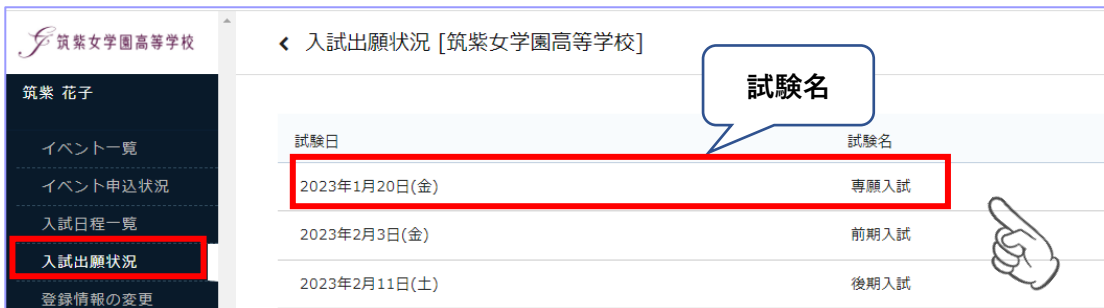 筑紫女学園高等学校
筑紫 花子
イベント一覧
イベント申込状況
入試日程一覧
入試出願状況
登録情報の変更
入試出願状況 [筑紫女学園高等学校]
試験名
試験日 試験名
2023年1月20日(金) 専願入試
2023年2月3日(金) 前期入試
2023年2月11日(土) 後期入試